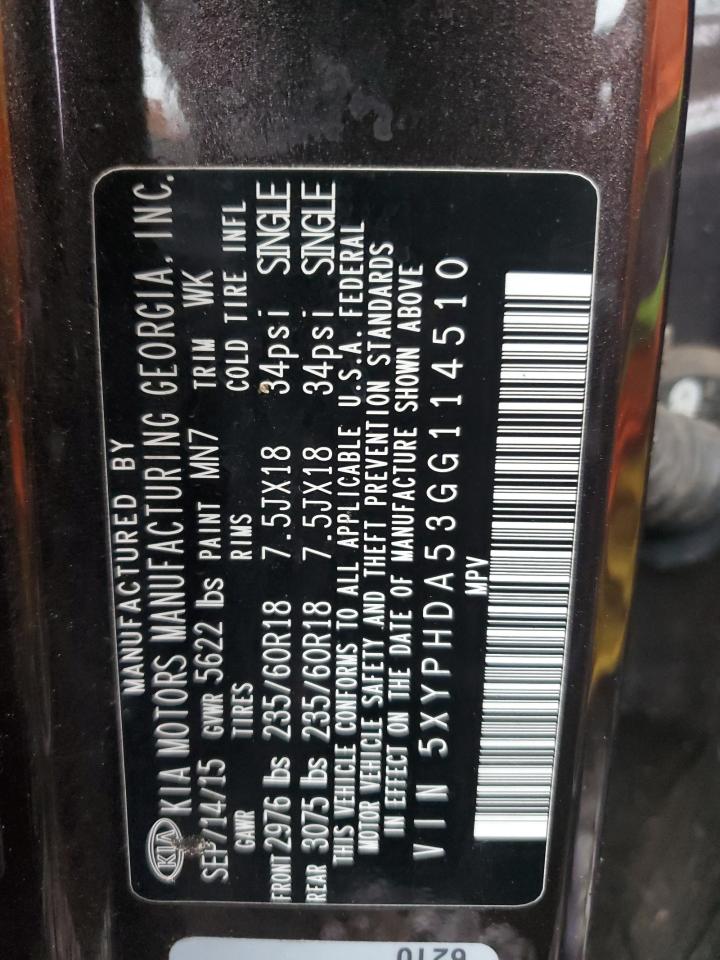 MANUFACTURED BY
KIA KIA MOTORS MANUFACTURING GEORGIA, INC.
SEP/14/15 GVWR 5622 lbs PAINT MN7 TRIM WK
GAWR TIRES RIMS COLD TIRE INFL
FRONT 2976 lbs 235/60R18 7.5JX18 34psi SINGLE
REAR 3075 lbs 235/60R18 7.5JX18 34psi SINGLE
THIS VEHICLE CONFORMS TO ALL APPLICABLE U.S.A. FEDERAL
MOTOR VEHICLE SAFETY AND THEFT PREVENTION STANDARDS
IN EFFECT ON THE DATE OF MANUFACTURE SHOWN ABOVE
VIN 5XYPHDA53GG114510
MPV
6210